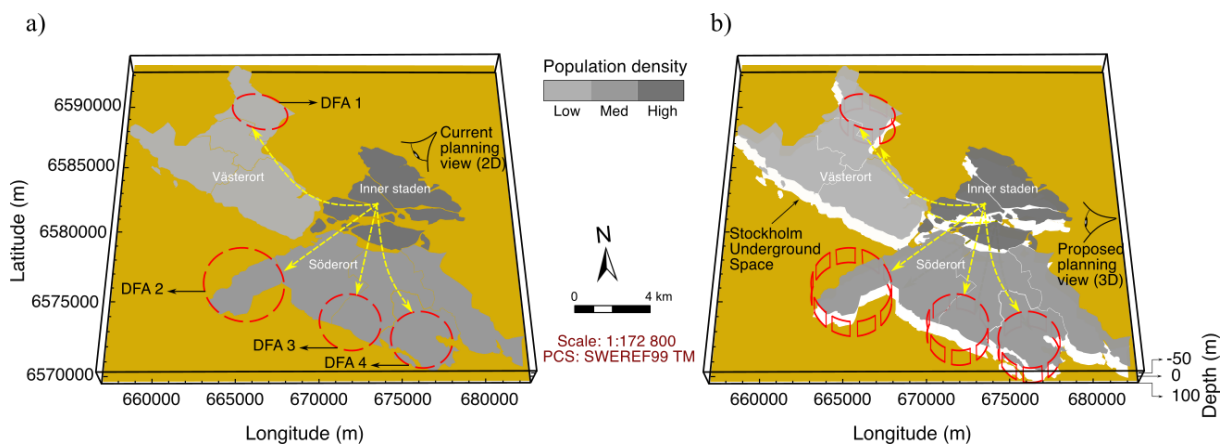 a)
DFA 1
Västerort
Inner staden
Söderort
DFA 2
DFA 3
DFA 4
Current
planning
view (2D)
6590000
6585000
6580000
6575000
6570000
Latitude (m)
660000
665000
670000
675000
680000
Longitude (m)
Population density
Low
Med
High
N
0
4 km
Scale: 1:172 800
PCS: SWEREF99 TM
b)
Västerort
Inner staden
Söderort
Stockholm
Underground
Space
Proposed
planning
view (3D)
660000
665000
670000
675000
680000
Longitude (m)
-50
0
100
Depth (m)